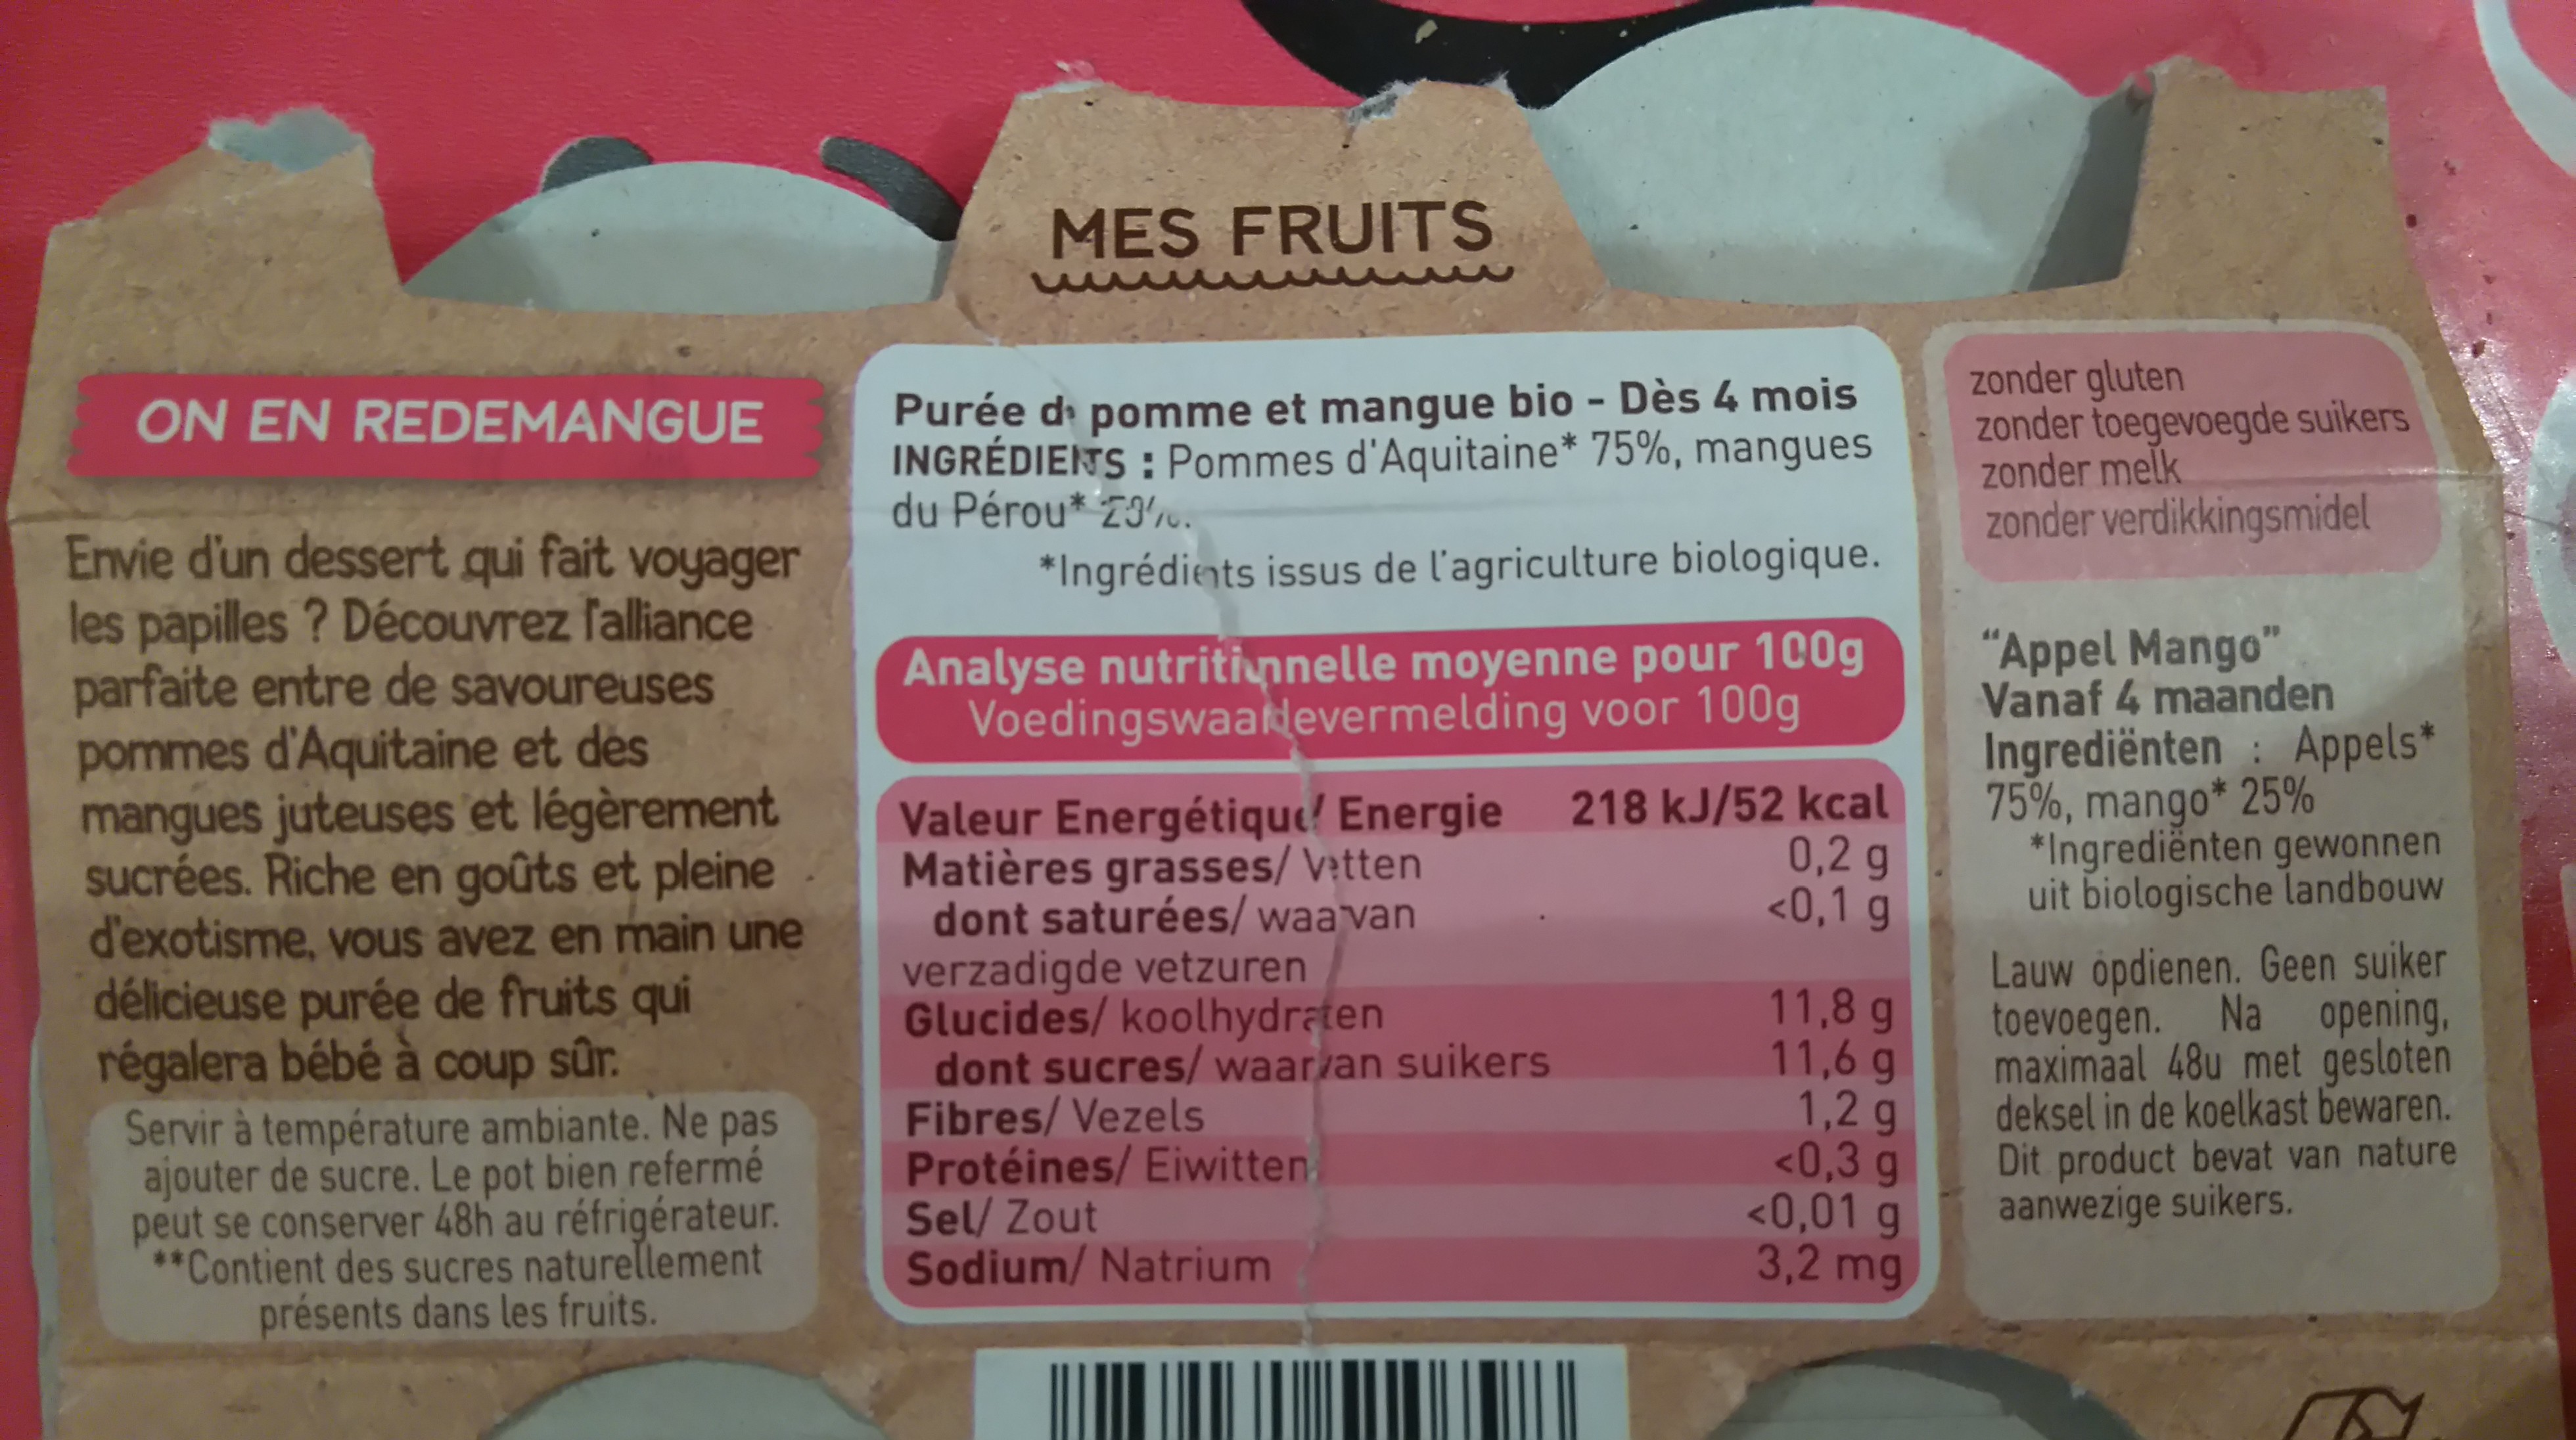 MES FRUITS
ON EN REDEMANGUE
Envie d'un dessert qui fait voyager
les papilles ? Découvrez l'alliance
parfaite entre de savoureuses
pommes d'Aquitaine et des
mangues juteuses et légèrement
sucrées. Riche en goûts et pleine
d'exotisme, vous avez en main une
délicieuse purée de fruits qui
régalera bébé à coup sûr.
Servir à température ambiante. Ne pas
ajouter de sucre. Le pot bien refermé
peut se conserver 48h au réfrigérateur.
**Contient des sucres naturellement
présents dans les fruits.
Purée de pomme et mangue bio - Dès 4 mois
INGRÉDIENTS : Pommes d'Aquitaine* 75%, mangues
du Pérou* 25%.
*Ingrédients issus de l'agriculture biologique.
Analyse nutritionnelle moyenne pour 100g
Voedingswaardevermelding voor 100g
Valeur Energétique/ Energie 218 kJ/52 kcal
Matières grasses/ Vetten 0,2 g
dont saturées/ waarvan <0,1 g
verzadigde vetzuren
Glucides/ koolhydraten 11,8 g
dont sucres/ waarvan suikers 11,6 g
Fibres/ Vezels 1,2 g
Protéines/ Eiwitten <0,3 g
Sel/ Zout <0,01 g
Sodium/ Natrium 3,2 mg
zonder gluten
zonder toegevoegde suikers
zonder melk
zonder verdikkingsmidel
“Appel Mango”
Vanaf 4 maanden
Ingrediënten : Appels*
75%, mango* 25%
*Ingrediënten gewonnen
uit biologische landbouw
Lauw opdienen. Geen suiker
toevoegen. Na opening,
maximaal 48u met gesloten
deksel in de koelkast bewaren.
Dit product bevat van nature
aanwezige suikers.